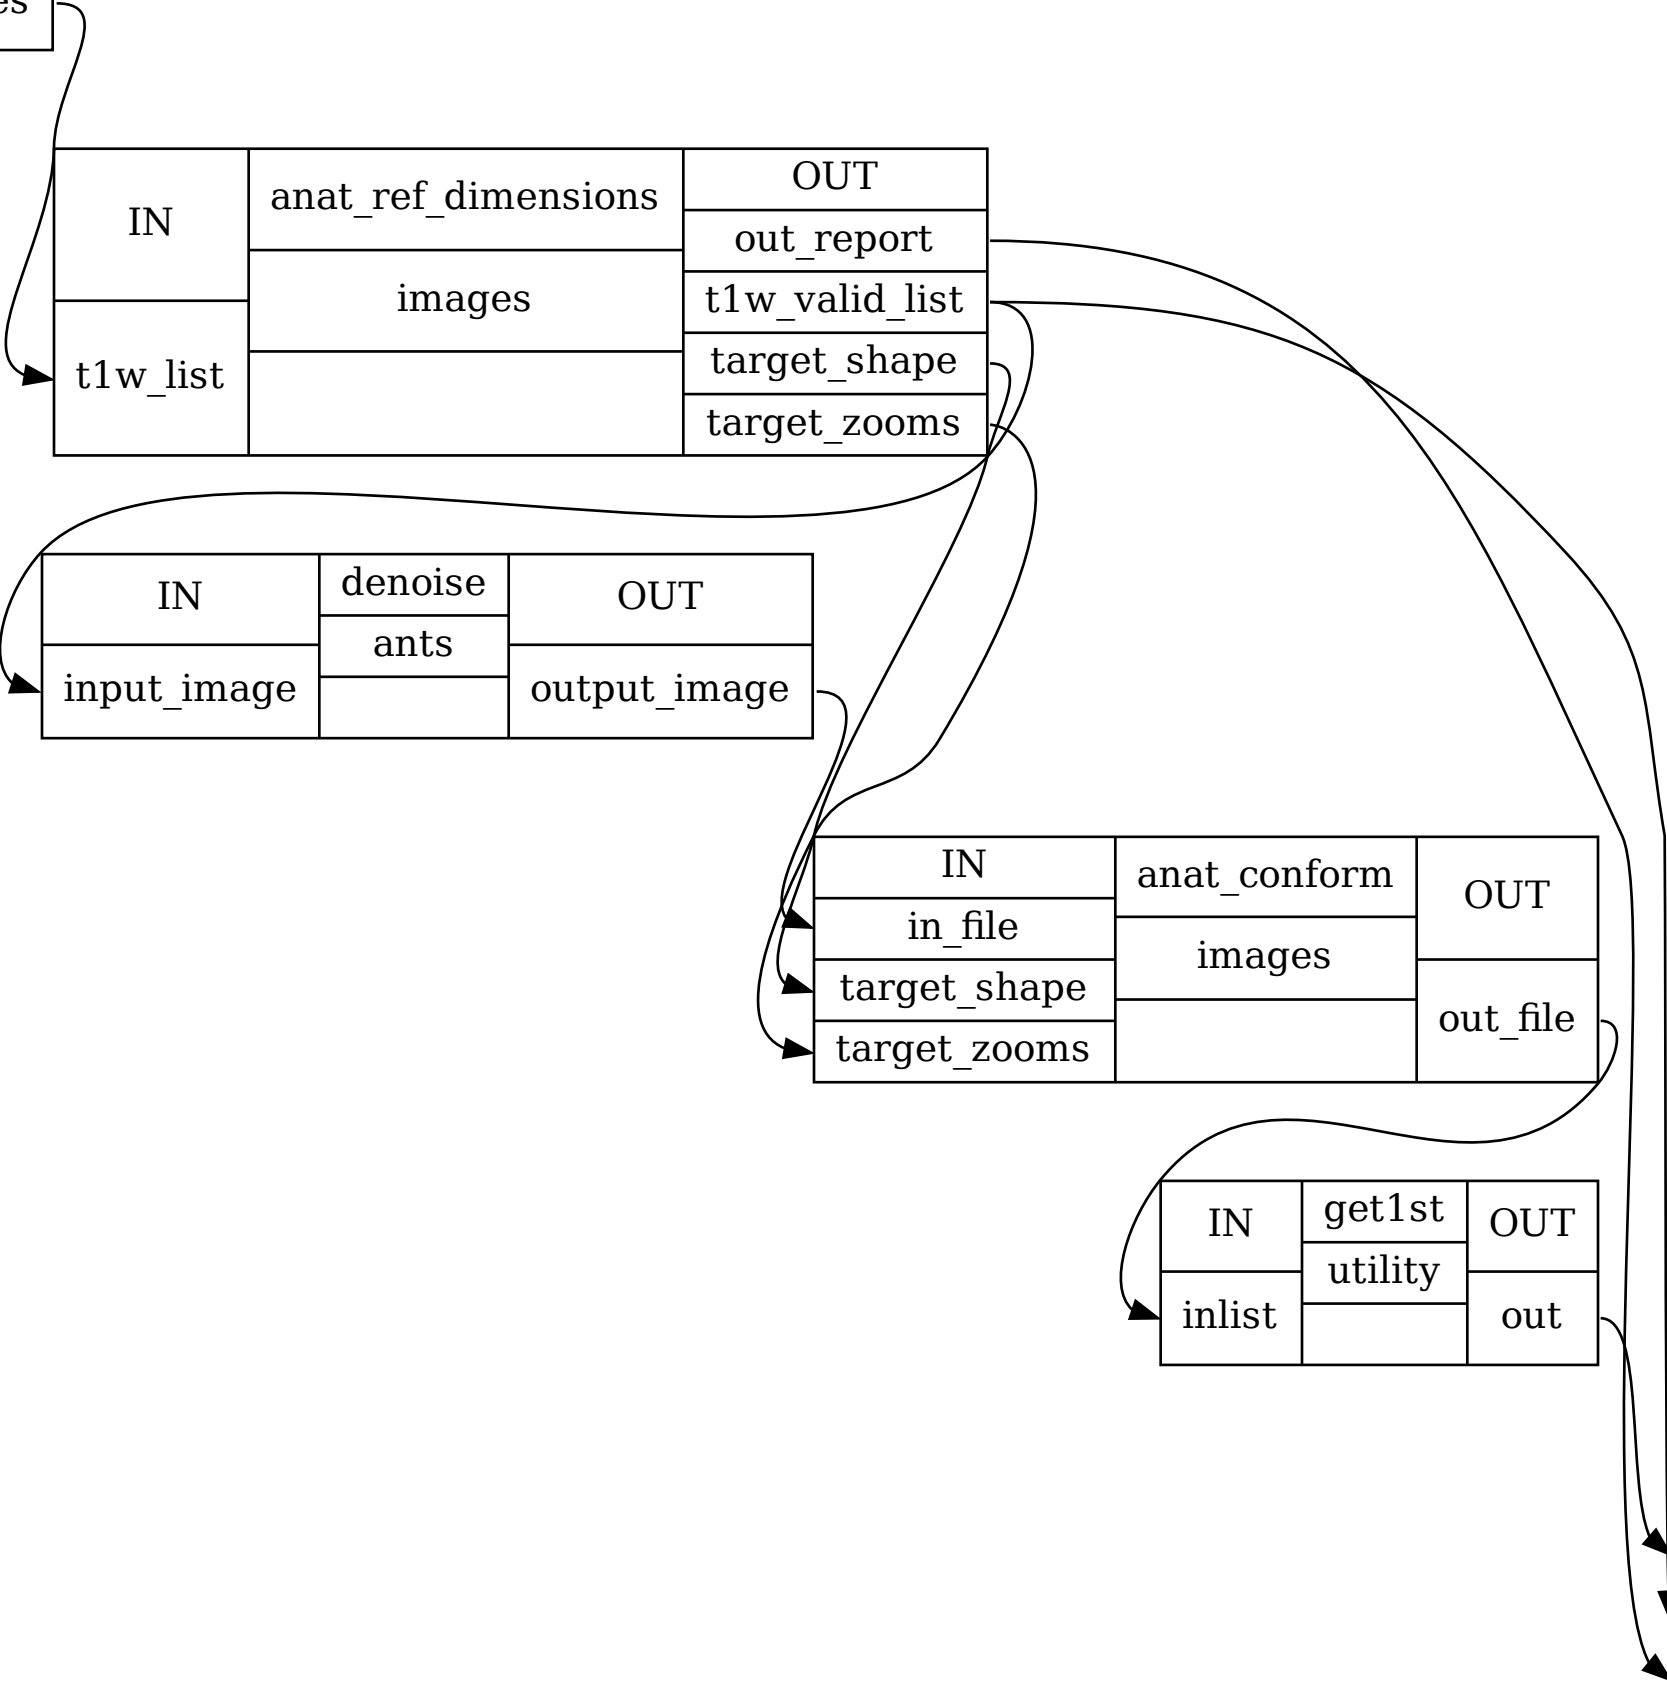 IN
anat_ref_dimensions
OUT
out_report
images
t1w_valid_list
target_shape
t1w_list
target_zooms
IN
denoise
OUT
ants
input_image
output_image
IN
anat_conform
OUT
in_file
images
target_shape
out_file
target_zooms
IN
get1st
OUT
utility
inlist
out